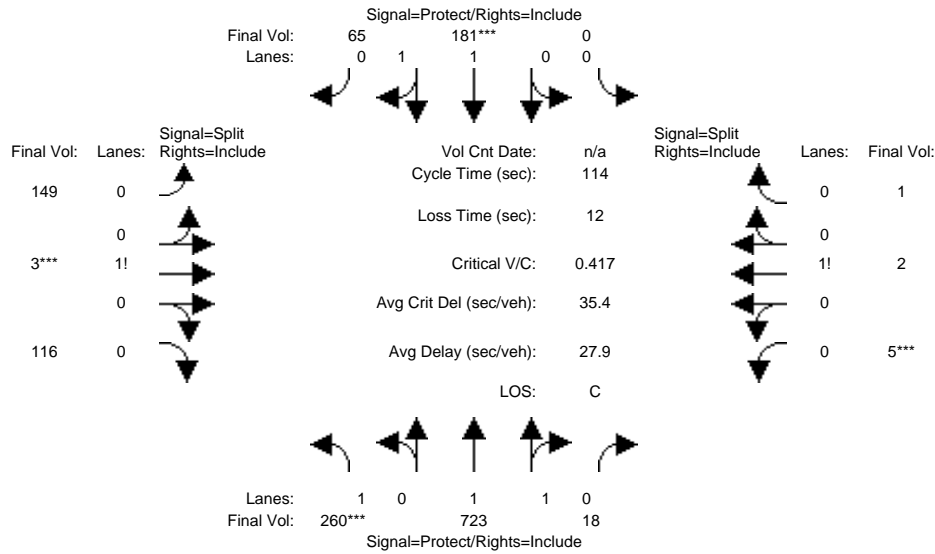 Signal=Protect/Rights=Include
Final Vol: 65 181*** 0
Lanes: 0 1 1 0 0
Signal=Split
Final Vol: Lanes: Rights=Include
Vol Cnt Date: n/a
Signal=Split
Rights=Include Lanes: Final Vol:
Cycle Time (sec): 114
149 0
0 1
Loss Time (sec): 12
0
0
3*** 1!
Critical V/C: 0.417
1! 2
0
Avg Crit Del (sec/veh): 35.4
0
116 0
Avg Delay (sec/veh): 27.9
0 5***
LOS: C
Lanes: 1 0 1 1 0
Final Vol: 260*** 723 18
Signal=Protect/Rights=Include